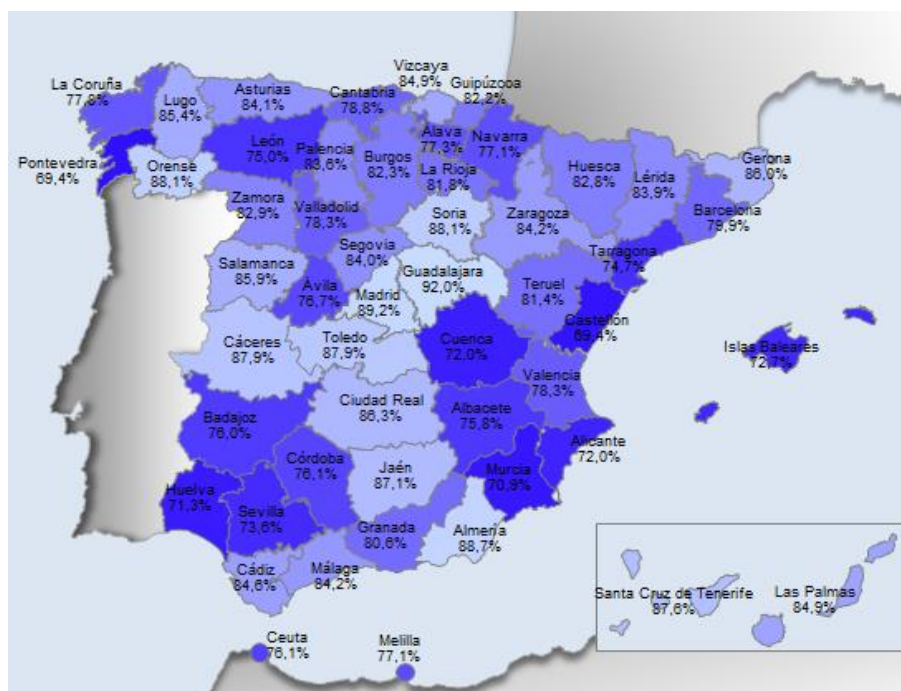 Vizcaya
84,9%
Guipúzcoa
82,2%
La Coruña
77,8%
Lugo
85,4%
Asturias
84,1%
Cantabria
78,8%
León
75,0%
Palencia
83,6%
Burgos
82,3%
Álava
77,3%
Navarra
77,1%
La Rioja
81,8%
Huesca
82,8%
Lérida
83,9%
Gerona
86,0%
Pontevedra
69,4%
Orense
88,1%
Zamora
82,9%
Valladolid
78,3%
Soria
88,1%
Zaragoza
84,2%
Barcelona
79,9%
Segovia
84,0%
Tarragona
74,7%
Salamanca
85,9%
Ávila
76,7%
Madrid
89,2%
Guadalajara
92,0%
Teruel
81,4%
Castellón
69,4%
Cáceres
87,9%
Toledo
87,9%
Cuenca
72,0%
Islas Baleares
72,7%
Valencia
78,3%
Badajoz
76,0%
Ciudad Real
86,3%
Albacete
75,8%
Alicante
72,0%
Córdoba
76,1%
Jaén
87,1%
Murcia
70,9%
Huelva
71,3%
Sevilla
73,6%
Granada
80,6%
Almería
88,7%
Cádiz
84,6%
Málaga
84,2%
Santa Cruz de Tenerife
87,6%
Las Palmas
84,9%
Ceuta
76,1%
Melilla
77,1%